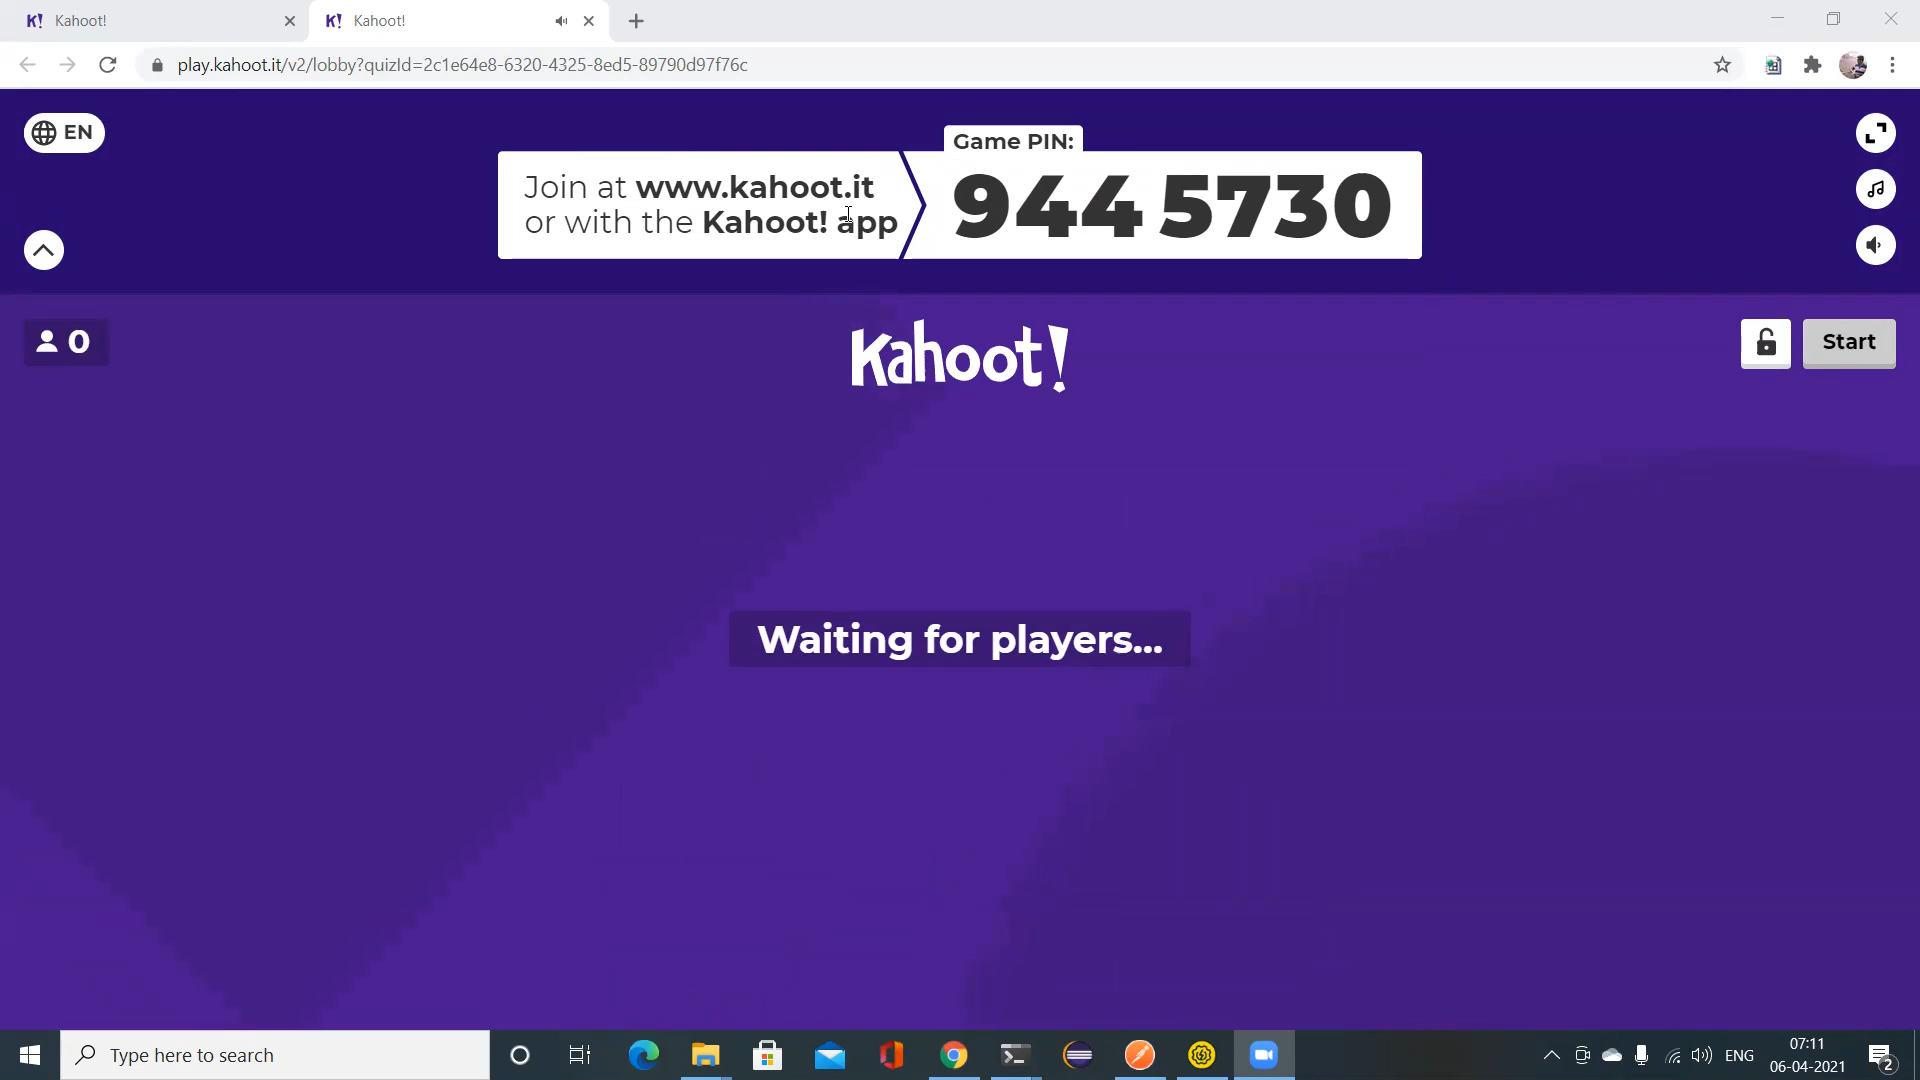 K! Kahoot!
K! Kahoot!
play.kahoot.it/v2/lobby?quizId=2c1e64e8-6320-4325-8ed5-89790d97f76c
EN
Game PIN:
Join at www.kahoot.it
or with the Kahoot! app
944 5730
0
Kahoot!
Start
Waiting for players...
Type here to search
ENG
07:11
06-04-2021
2